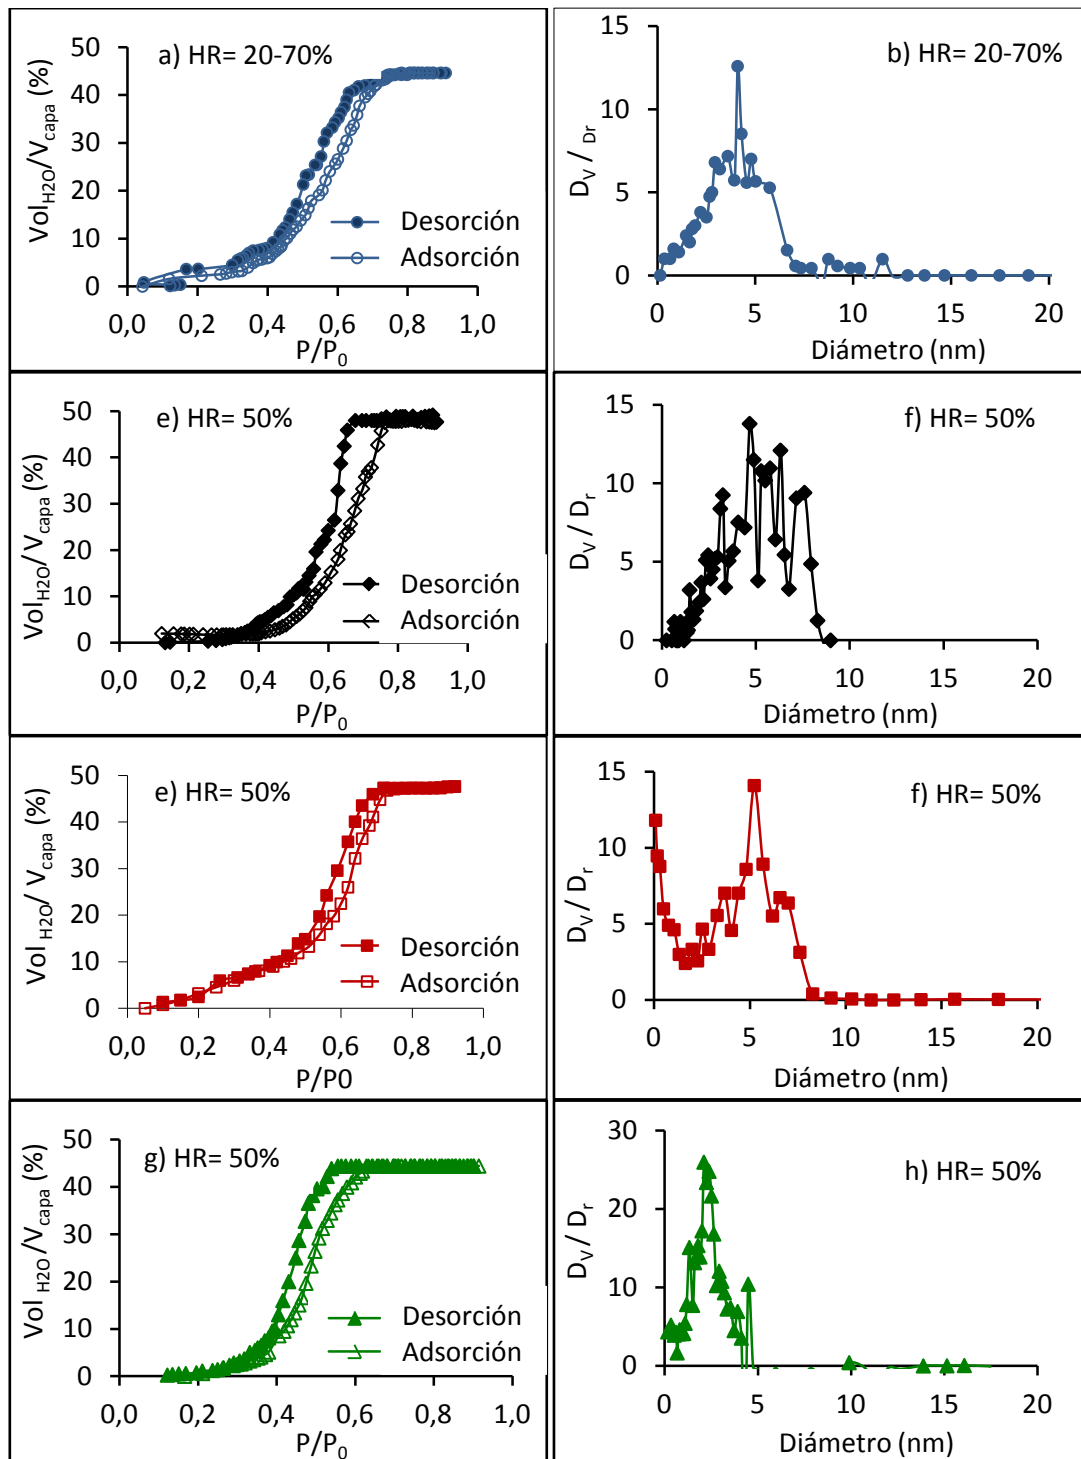 a) HR= 20-70%
Vol_H2O/V_capa (%)
50
40
30
20
10
0
Desorción
Adsorción
0,0 0,2 0,4 0,6 0,8 1,0
P/P_0
b) HR= 20-70%
D_V / D_r
15
10
5
0
0 5 10 15 20
Diámetro (nm)
e) HR= 50%
Vol_H2O/V_capa (%)
50
40
30
20
10
0
Desorción
Adsorción
0,0 0,2 0,4 0,6 0,8 1,0
P/P_0
f) HR= 50%
D_V / D_r
15
10
5
0
0 5 10 15 20
Diámetro (nm)
e) HR= 50%
Vol_H2O/V_capa (%)
50
40
30
20
10
0
Desorción
Adsorción
0,0 0,2 0,4 0,6 0,8 1,0
P/P0
f) HR= 50%
D_V / D_r
15
10
5
0
0 5 10 15 20
Diámetro (nm)
g) HR= 50%
Vol_H2O/V_capa (%)
50
40
30
20
10
0
Desorción
Adsorción
0,0 0,2 0,4 0,6 0,8 1,0
P/P_0
h) HR= 50%
D_V / D_r
30
20
10
0
0 5 10 15 20
Diámetro (nm)